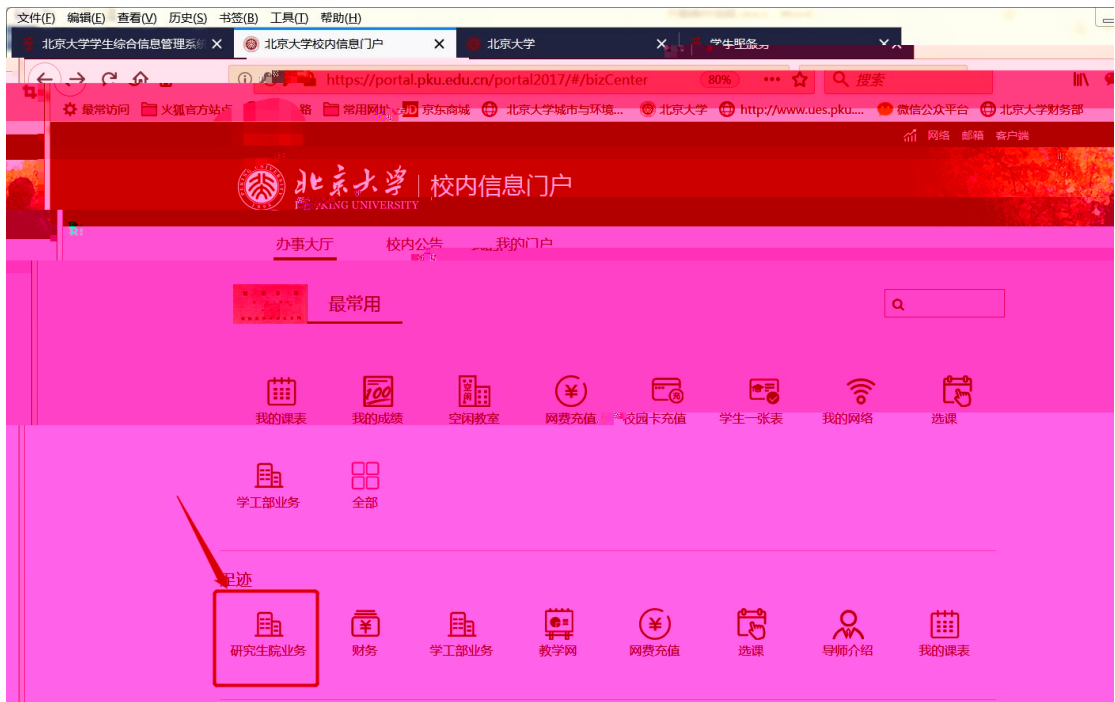 文件(F) 编辑(E) 查看(V) 历史(S) 书签(B) 工具(T) 帮助(H)
北京大学学生综合信息管理系统 北京大学校内信息门户 北京大学
https://portal.pku.edu.cn/portal2017/#/bizCenter 80% 搜索
最常访问 火狐官方站点 常用网址 京东商城 北京大学城市与环境... 北京大学 http://www.ues.pku.... 微信公众平台 北京大学财务部
网络 邮箱 客户端
北京大学 校内信息门户
PEKING UNIVERSITY
办事大厅 校内公告 我的门户
最常用
我的课表 我的成绩 空闲教室 网费充值 校园卡充值 学生一张表 我的网络 选课
学工部业务 全部
足迹
研究生院业务 财务 学工部业务 教学网 网费充值 选课 导师介绍 我的课表